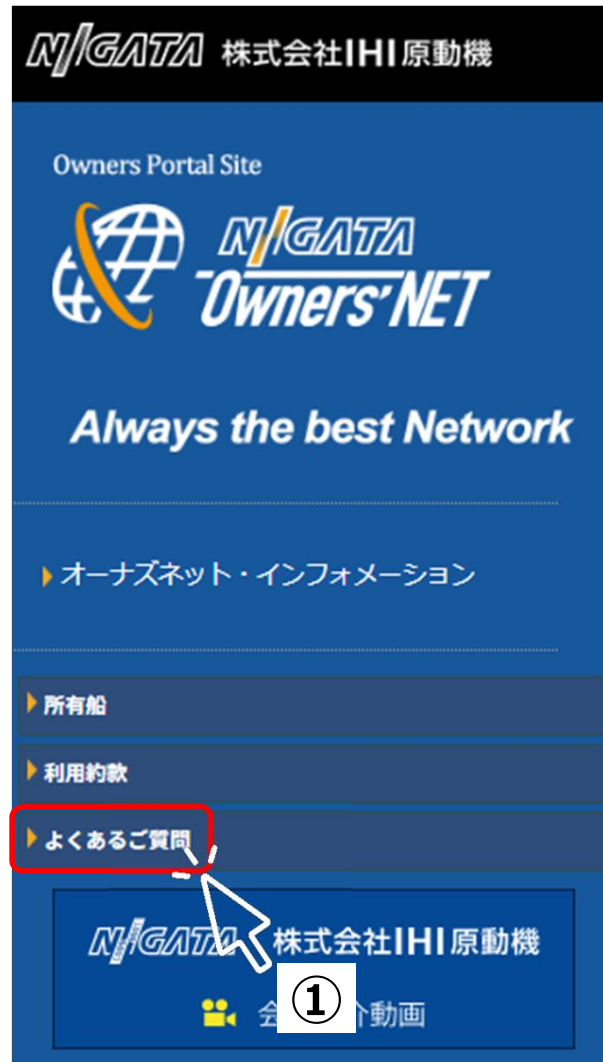 NIIGATA 株式会社IHI原動機
Owners Portal Site
NIIGATA
Owners' NET
Always the best Network
オーナズネット・インフォメーション
所有船
利用約款
よくあるご質問
NIIGATA 株式会社IHI原動機
①
会 介動画